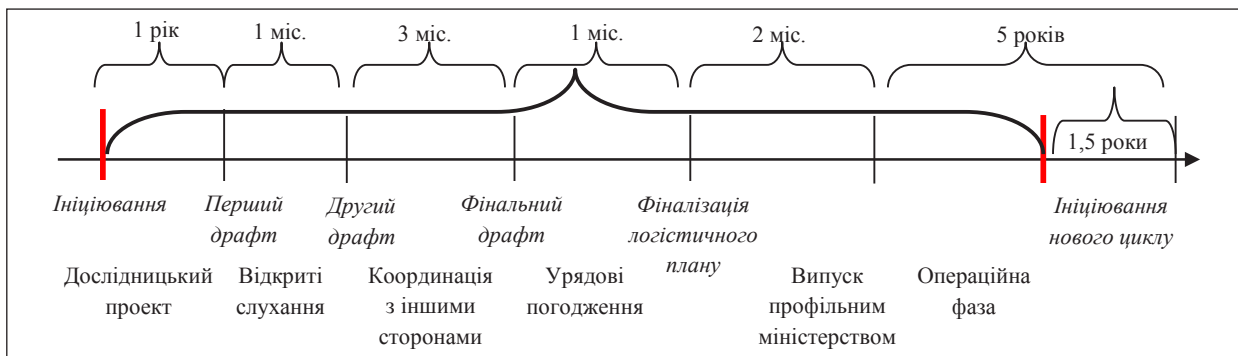 1 рік
1 міс.
3 міс.
1 міс.
2 міс.
5 років
1,5 роки
Ініціювання
Перший
драфт
Другий
драфт
Фінальний
драфт
Фіналізація
логістичного
плану
Ініціювання
нового циклу
Дослідницький
проект
Відкриті
слухання
Координація
з іншими
сторонами
Урядові
погодження
Випуск
профільним
міністерством
Операційна
фаза